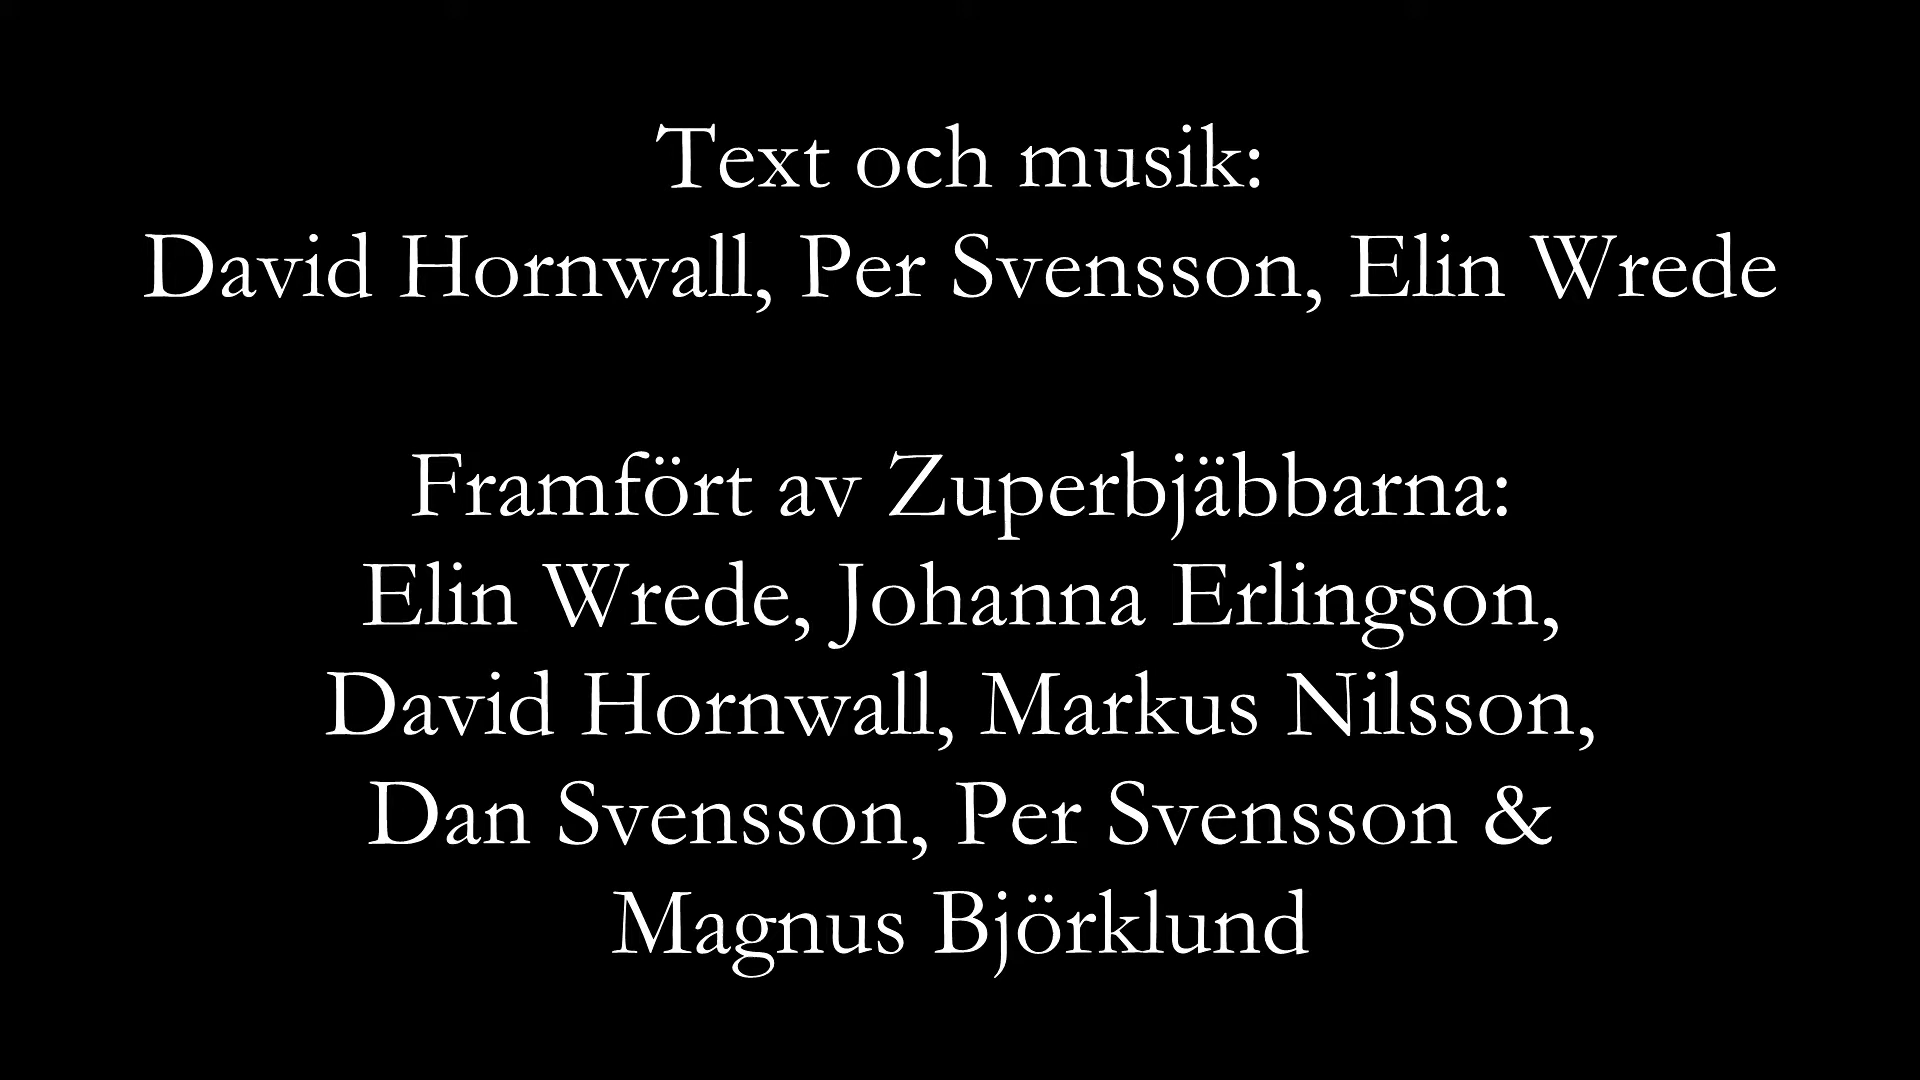 Text och musik:
David Hornwall, Per Svensson, Elin Wrede
Framfört av Zuperbjäbbarna:
Elin Wrede, Johanna Erlingson,
David Hornwall, Markus Nilsson,
Dan Svensson, Per Svensson &
Magnus Björklund